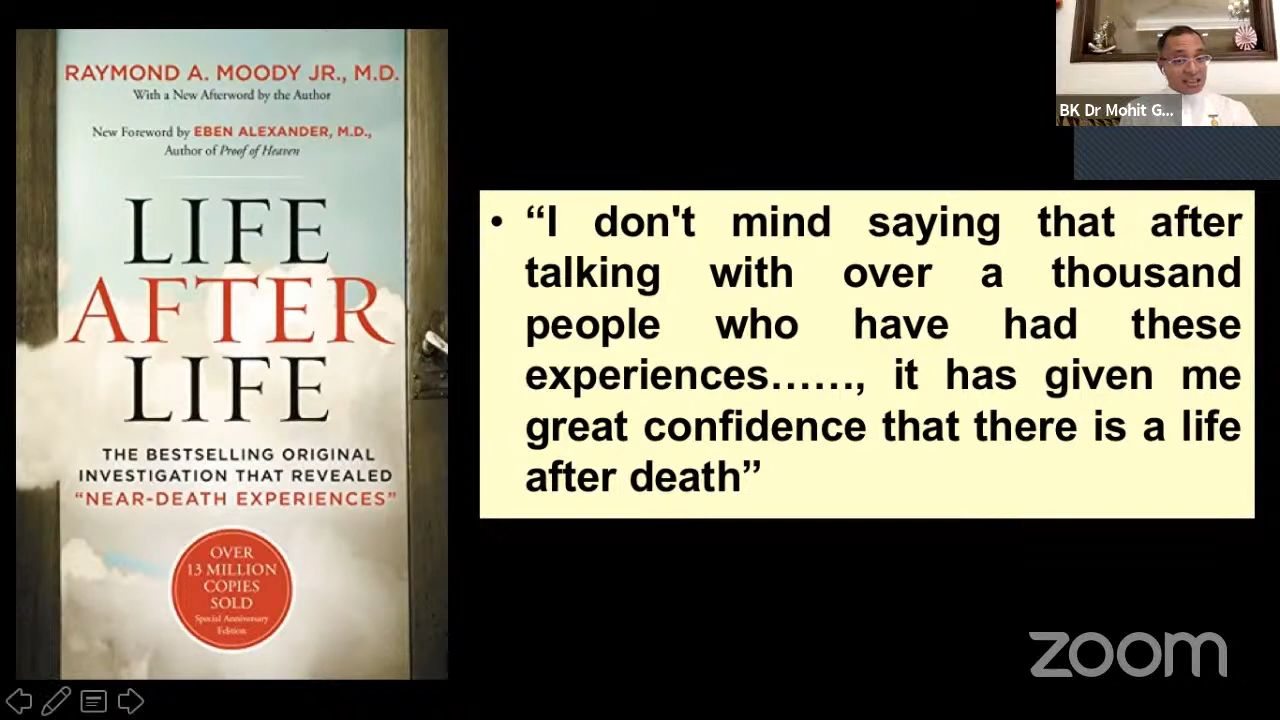 RAYMOND A. MOODY JR., M.D.
With a New Afterword by the Author
New Foreword by EBEN ALEXANDER, M.D.,
Author of Proof of Heaven
LIFE
AFTER
LIFE
THE BESTSELLING ORIGINAL
INVESTIGATION THAT REVEALED
“NEAR-DEATH EXPERIENCES”
OVER
13 MILLION
COPIES
SOLD
Special Anniversary
Edition
• “I don't mind saying that after
talking with over a thousand
people who have had these
experiences……, it has given me
great confidence that there is a life
after death”
BK Dr Mohit G...
zoom